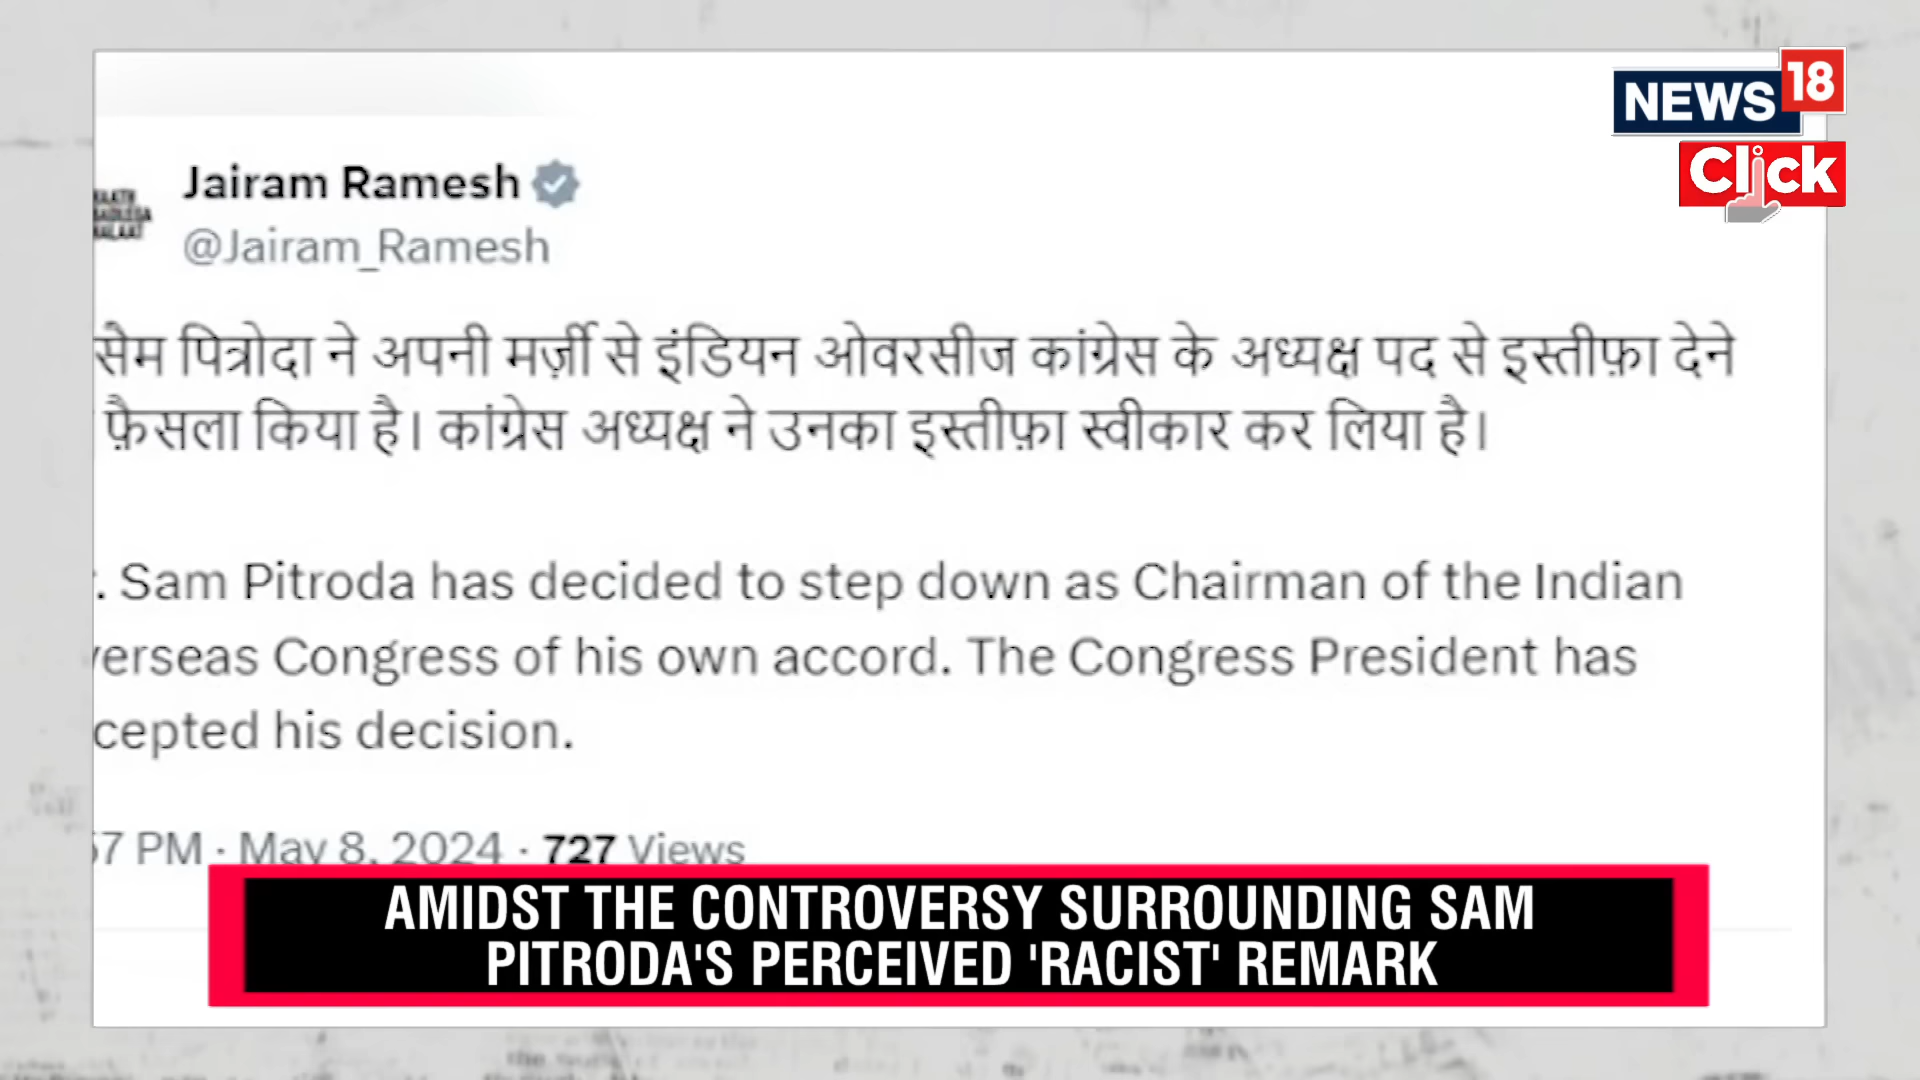 NEWS 18
Click
Jairam Ramesh
@Jairam_Ramesh
सैम पित्रोदा ने अपनी मर्ज़ी से इंडियन ओवरसीज कांग्रेस के अध्यक्ष पद से इस्तीफ़ा देने
फ़ैसला किया है। कांग्रेस अध्यक्ष ने उनका इस्तीफ़ा स्वीकार कर लिया है।
. Sam Pitroda has decided to step down as Chairman of the Indian
verseas Congress of his own accord. The Congress President has
cepted his decision.
57 PM · May 8, 2024 · 727 Views
AMIDST THE CONTROVERSY SURROUNDING SAM
PITRODA'S PERCEIVED 'RACIST' REMARK